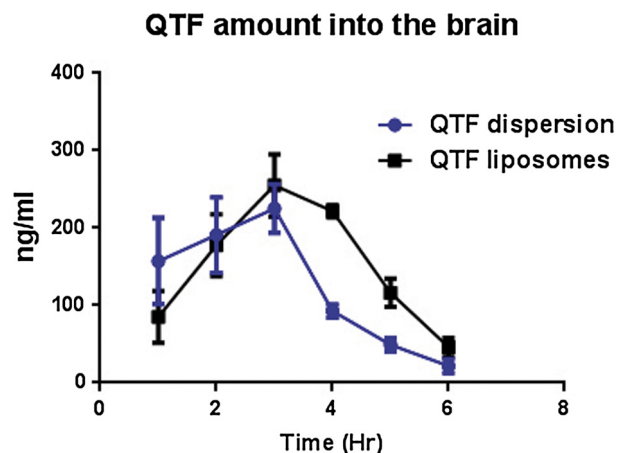 QTF amount into the brain
400
300
200
100
0
ng/ml
QTF dispersion
QTF liposomes
0 2 4 6 8
Time (Hr)